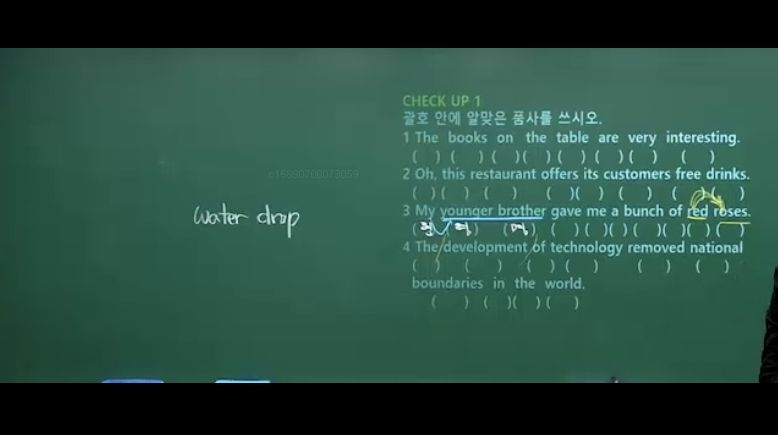 CHECK UP 1
괄호 안에 알맞은 품사를 쓰시오.
1 The books on the table are very interesting.
( ) ( ) ( )( )( ) ( ) ( ) ( )
2 Oh, this restaurant offers its customers free drinks.
( )( ) ( ) ( )( ) ( ) ( )( )
c16890700073059
water drop
3 My younger brother gave me a bunch of red roses.
( ) (형) (명) ( ) ( )( )( )( )( )( )
4 The development of technology removed national
( ) ( ) ( ) ( ) ( ) ( )
boundaries in the world.
( ) ( )( )( )